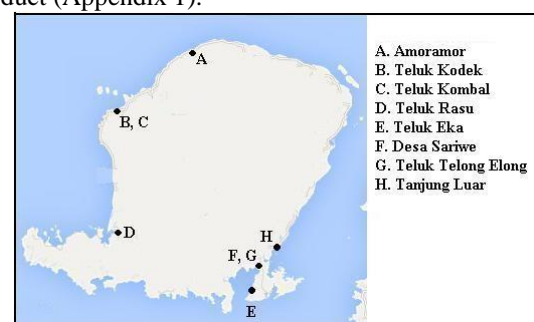 duct (Appendix 1).
A
B, C
D
H
F, G
E
A. Amoramor
B. Teluk Kodek
C. Teluk Kombal
D. Teluk Rasu
E. Teluk Eka
F. Desa Sariwe
G. Teluk Telong Elong
H. Tanjung Luar